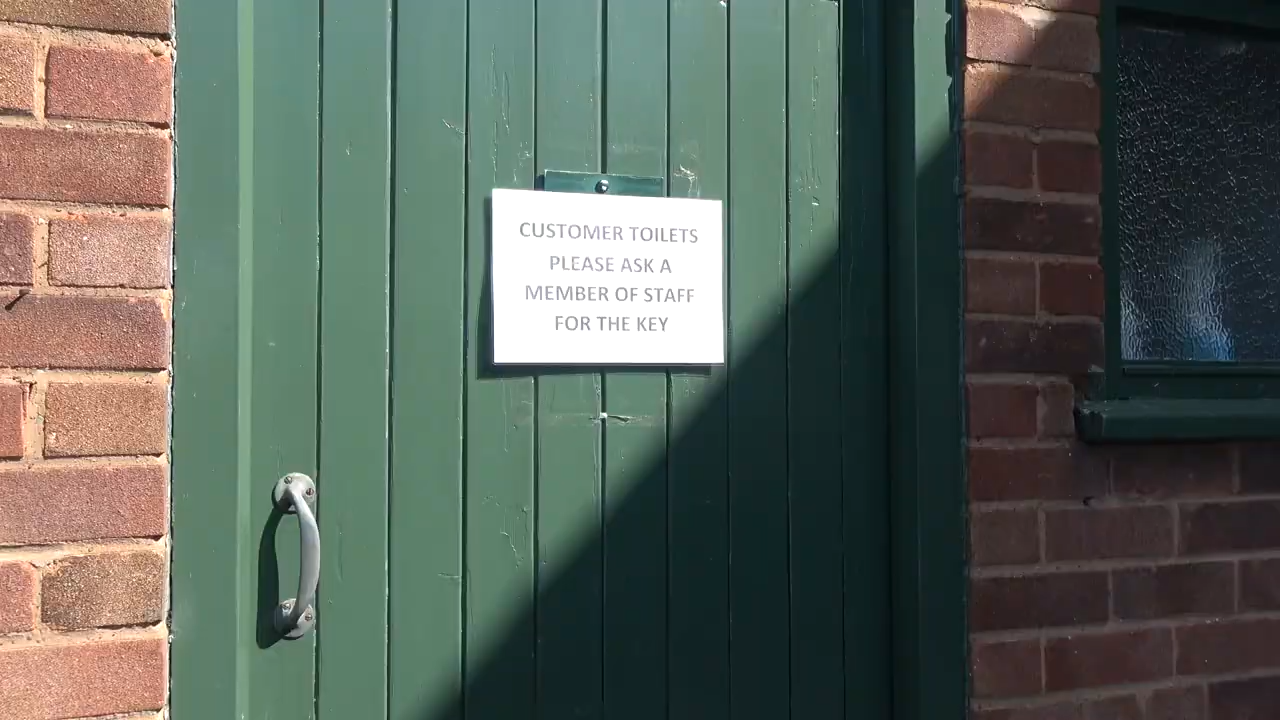 CUSTOMER TOILETS
PLEASE ASK A
MEMBER OF STAFF
FOR THE KEY